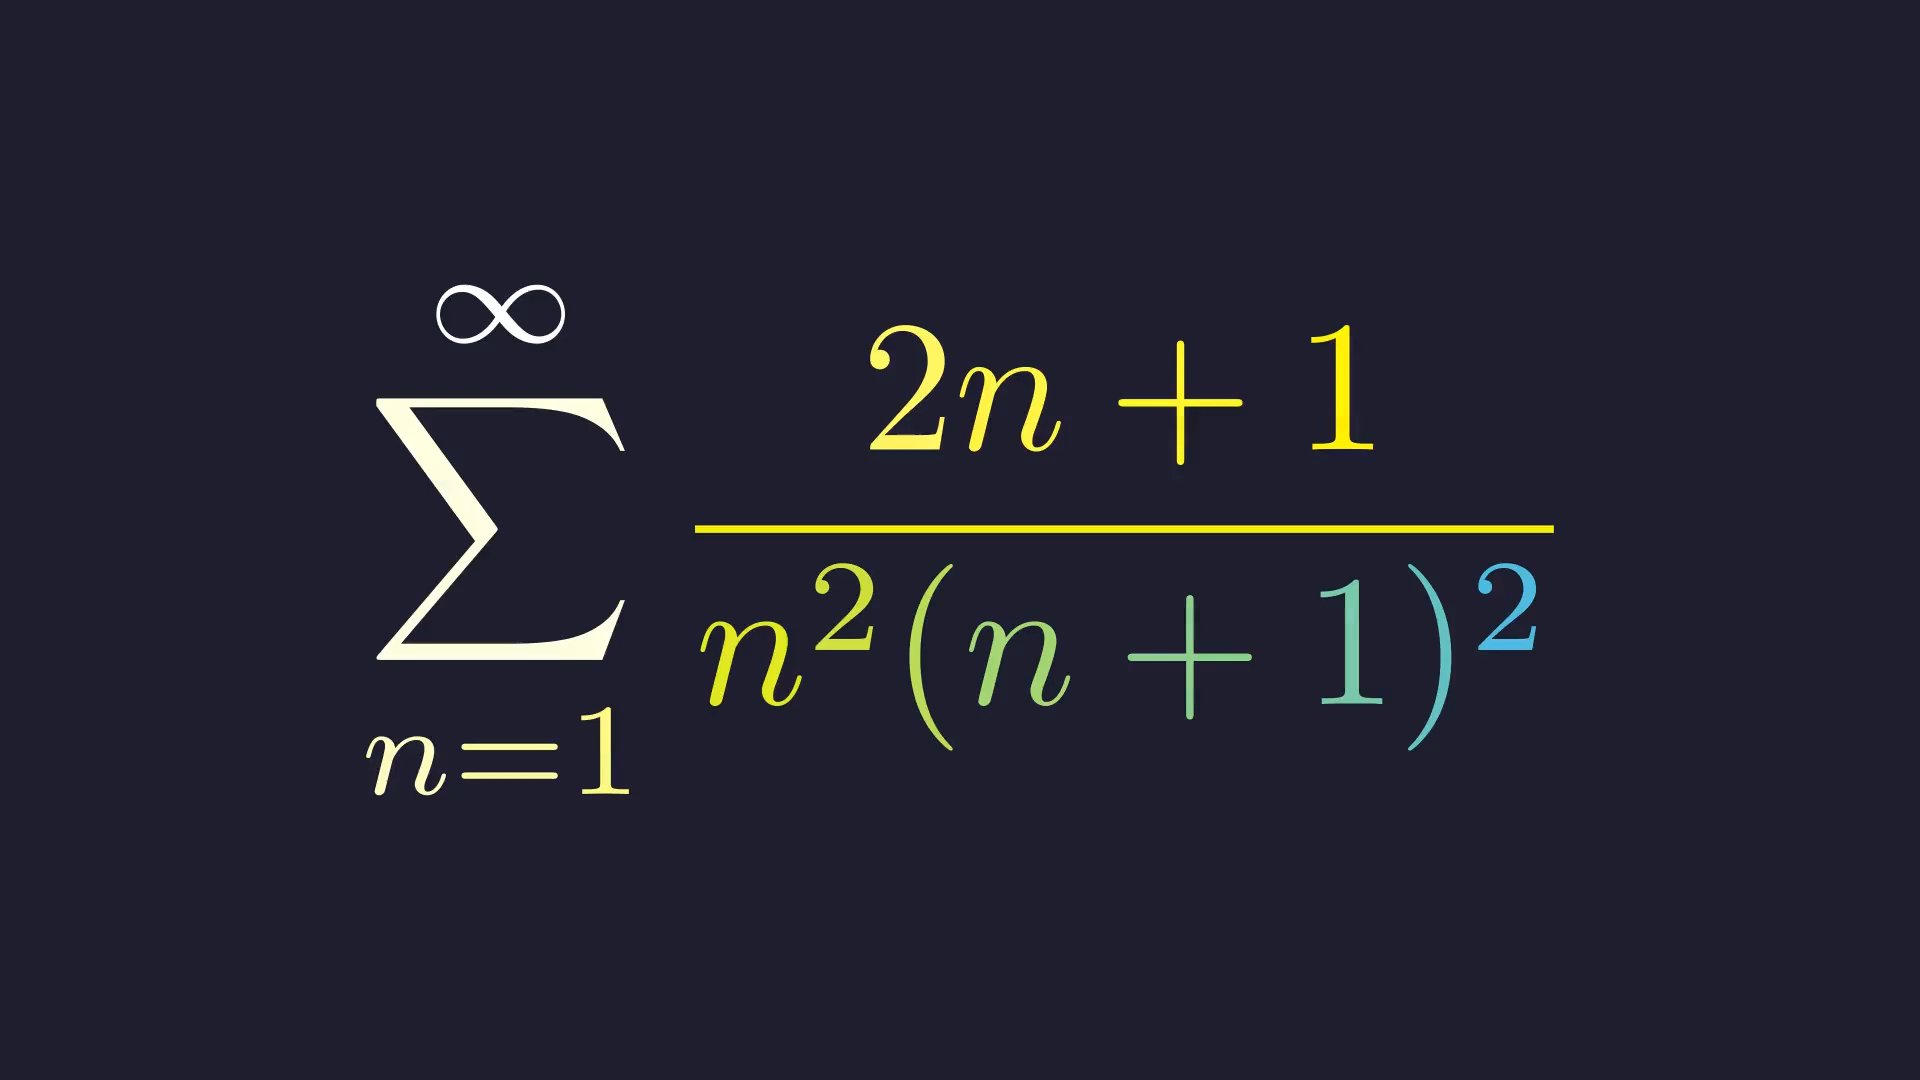 ∞
∑ (2n + 1) / (n²(n + 1)²)
n=1